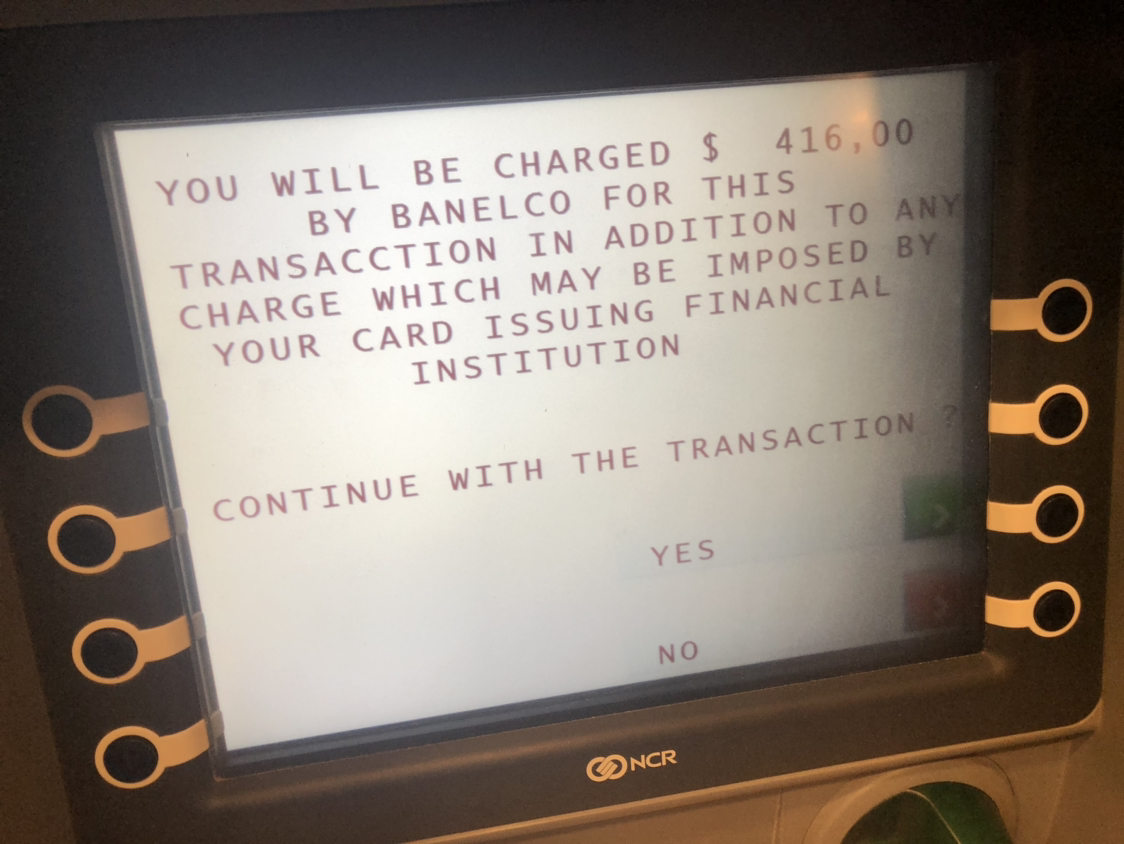 YOU WILL BE CHARGED $ 416,00
BY BANELCO FOR THIS
TRANSACCTION IN ADDITION TO ANY
CHARGE WHICH MAY BE IMPOSED BY
YOUR CARD ISSUING FINANCIAL
INSTITUTION
CONTINUE WITH THE TRANSACTION ?
YES
NO
NCR